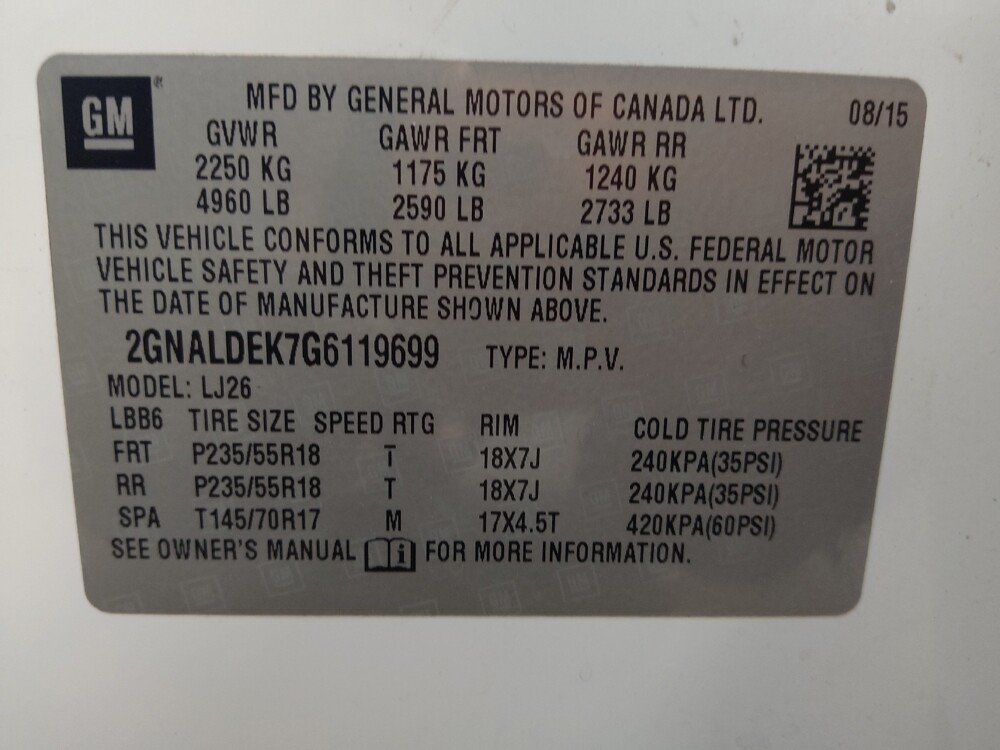 GM
MFD BY GENERAL MOTORS OF CANADA LTD. 08/15
GVWR GAWR FRT GAWR RR
2250 KG 1175 KG 1240 KG
4960 LB 2590 LB 2733 LB
THIS VEHICLE CONFORMS TO ALL APPLICABLE U.S. FEDERAL MOTOR
VEHICLE SAFETY AND THEFT PREVENTION STANDARDS IN EFFECT ON
THE DATE OF MANUFACTURE SHOWN ABOVE.
2GNALDEK7G6119699 TYPE: M.P.V.
MODEL: LJ26
LBB6 TIRE SIZE SPEED RTG RIM COLD TIRE PRESSURE
FRT P235/55R18 T 18X7J 240KPA(35PSI)
RR P235/55R18 T 18X7J 240KPA(35PSI)
SPA T145/70R17 M 17X4.5T 420KPA(60PSI)
SEE OWNER'S MANUAL i FOR MORE INFORMATION.